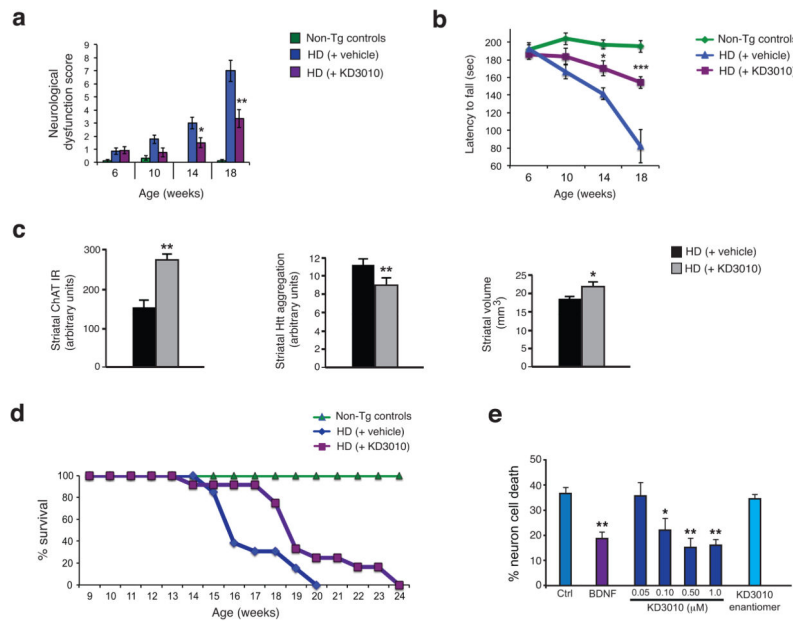 a
Non-Tg controls
HD (+ vehicle)
HD (+ KD3010)
Neurological
dysfunction score
9
8
7
6
5
4
3
2
1
0
6 10 14 18
* **
Age (weeks)
b
Non-Tg controls
HD (+ vehicle)
HD (+ KD3010)
Latency to fall (sec)
200
180
160
140
120
100
80
60
* ***
6 10 14 18
Age (weeks)
c
Striatal ChAT IR
(arbitrary units)
300
200
100
0
**
Striatal Htt aggregation
(arbitrary units)
12
10
8
6
4
2
0
**
HD (+ vehicle)
HD (+ KD3010)
Striatal volume
(mm3)
25
20
15
10
5
0
*
d
Non-Tg controls
HD (+ vehicle)
HD (+ KD3010)
% survival
100
80
60
40
20
0
9 10 11 12 13 14 15 16 17 18 19 20 21 22 23 24
Age (weeks)
e
% neuron cell death
50
40
30
20
10
0
** * ** **
Ctrl BDNF 0.05 0.10 0.50 1.0 KD3010
KD3010 (μM) enantiomer